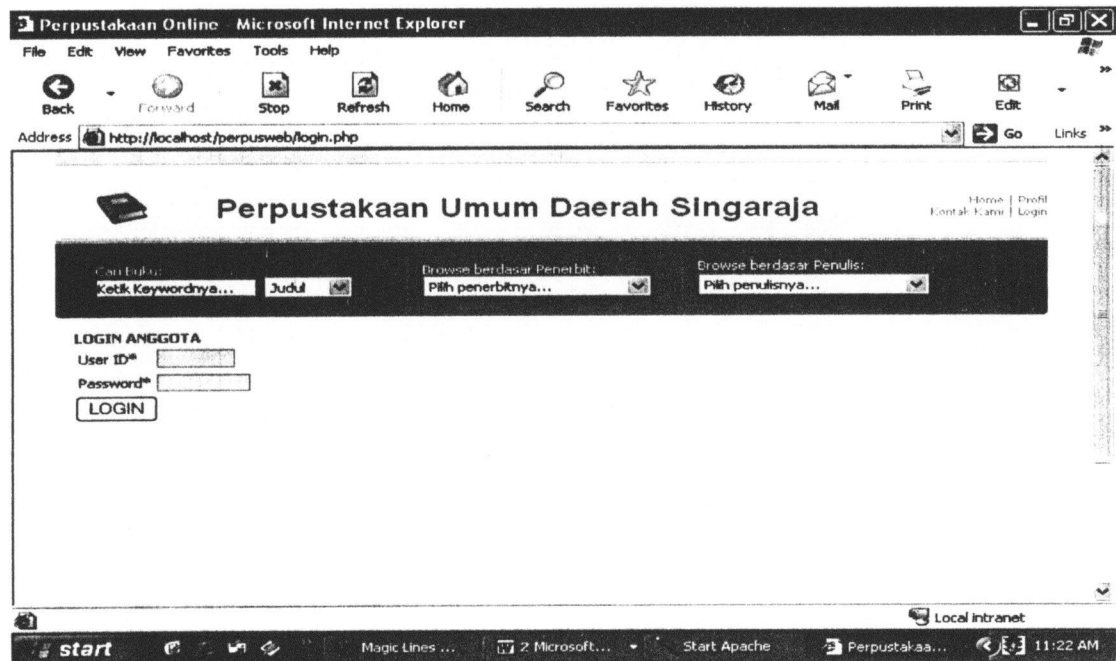 Perpustakaan Online - Microsoft Internet Explorer
File Edit View Favorites Tools Help
Back Forward Stop Refresh Home Search Favorites History Mail Print Edit
Address http://localhost/perpusweb/login.php Go Links
Perpustakaan Umum Daerah Singaraja
Home | Profil
Kontak Kami | Login
Cari Buku: Browse berdasar Penerbit: Browse berdasar Penulis:
Ketik Keywordnya... Judul Pilih penerbitnya... Pilih penulisnya...
LOGIN ANGGOTA
User ID*
Password*
LOGIN
Local intranet
start Magic Lines ... 2 Microsoft... Start Apache Perpustakaa... 11:22 AM